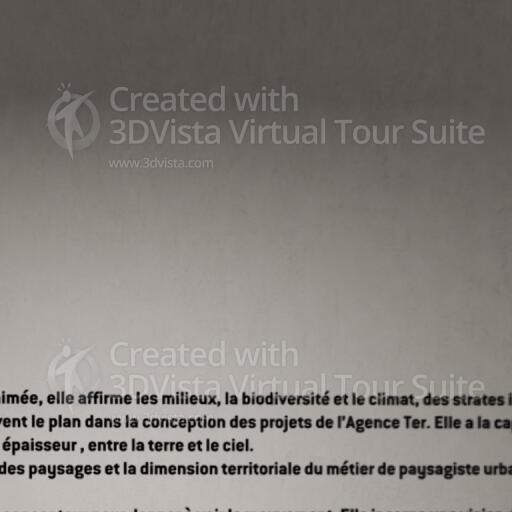 Created with
3DVista Virtual Tour Suite
www.3dvista.com
Created with
3DVista Virtual Tour Suite
imée, elle affirme les milieux, la biodiversité et le climat, des strates
vent le plan dans la conception des projets de l'Agence Ter. Elle a la
épaisseur , entre la terre et le ciel.
des paysages et la dimension territoriale du métier de paysagiste